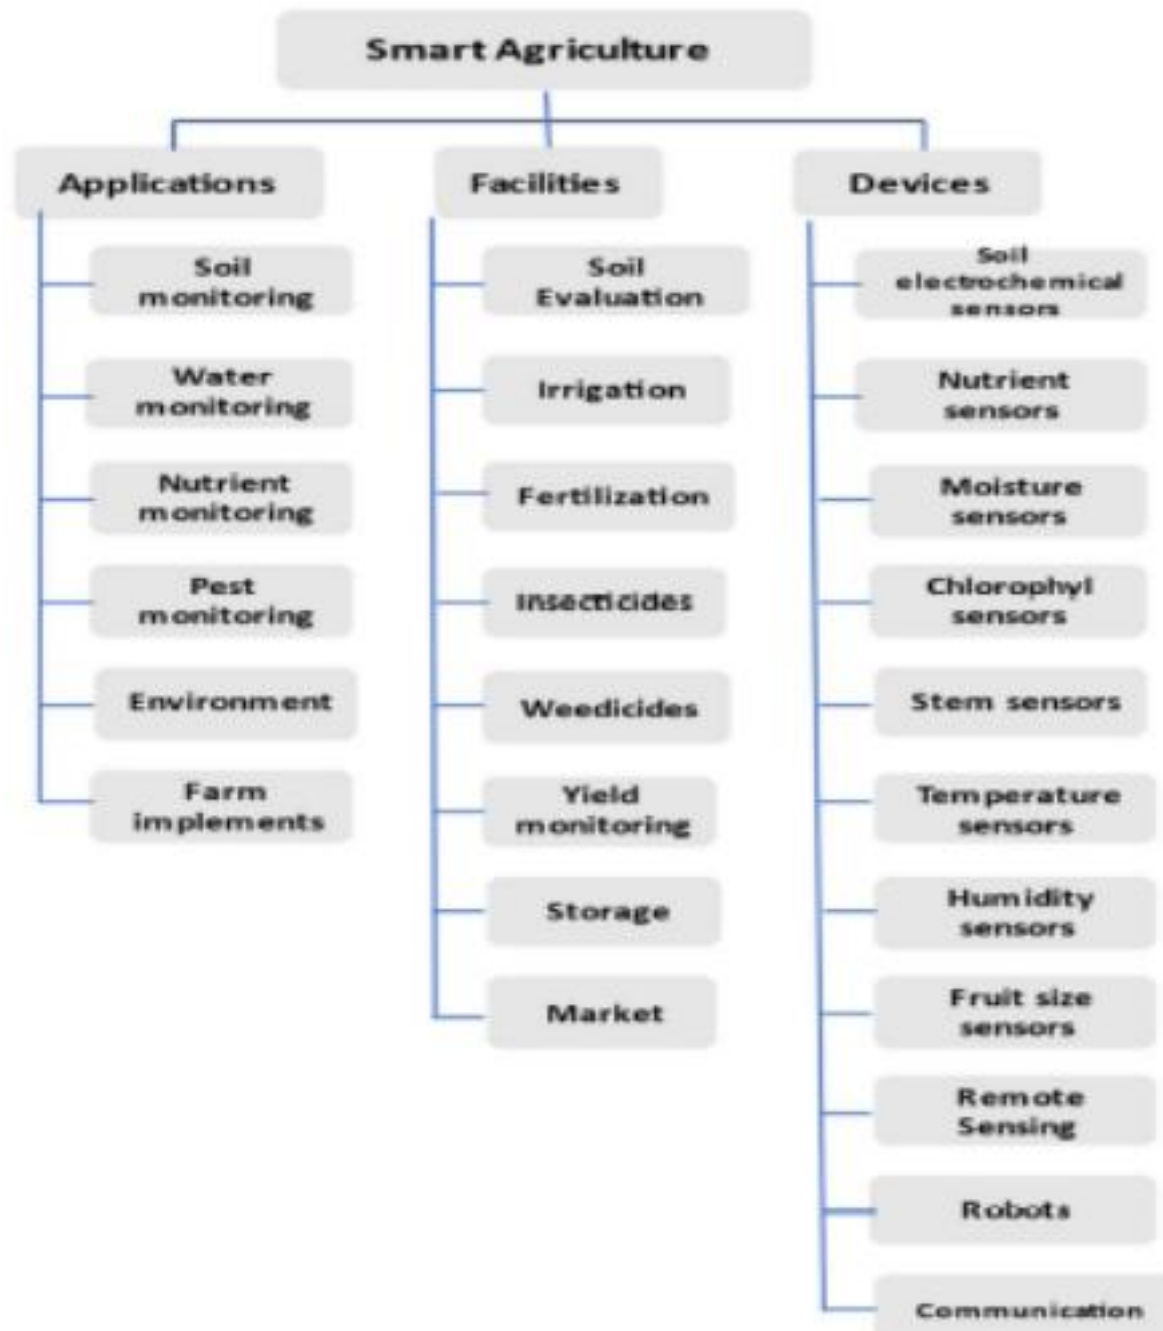 Smart Agriculture
Applications
Soil
monitoring
Water
monitoring
Nutrient
monitoring
Pest
monitoring
Environment
Farm
implements
Facilities
Soil
Evaluation
Irrigation
Fertilization
Insecticides
Weedicides
Yield
monitoring
Storage
Market
Devices
Soil
electrochemical
sensors
Nutrient
sensors
Moisture
sensors
Chlorophyl
sensors
Stem sensors
Temperature
sensors
Humidity
sensors
Fruit size
sensors
Remote
Sensing
Robots
Communication